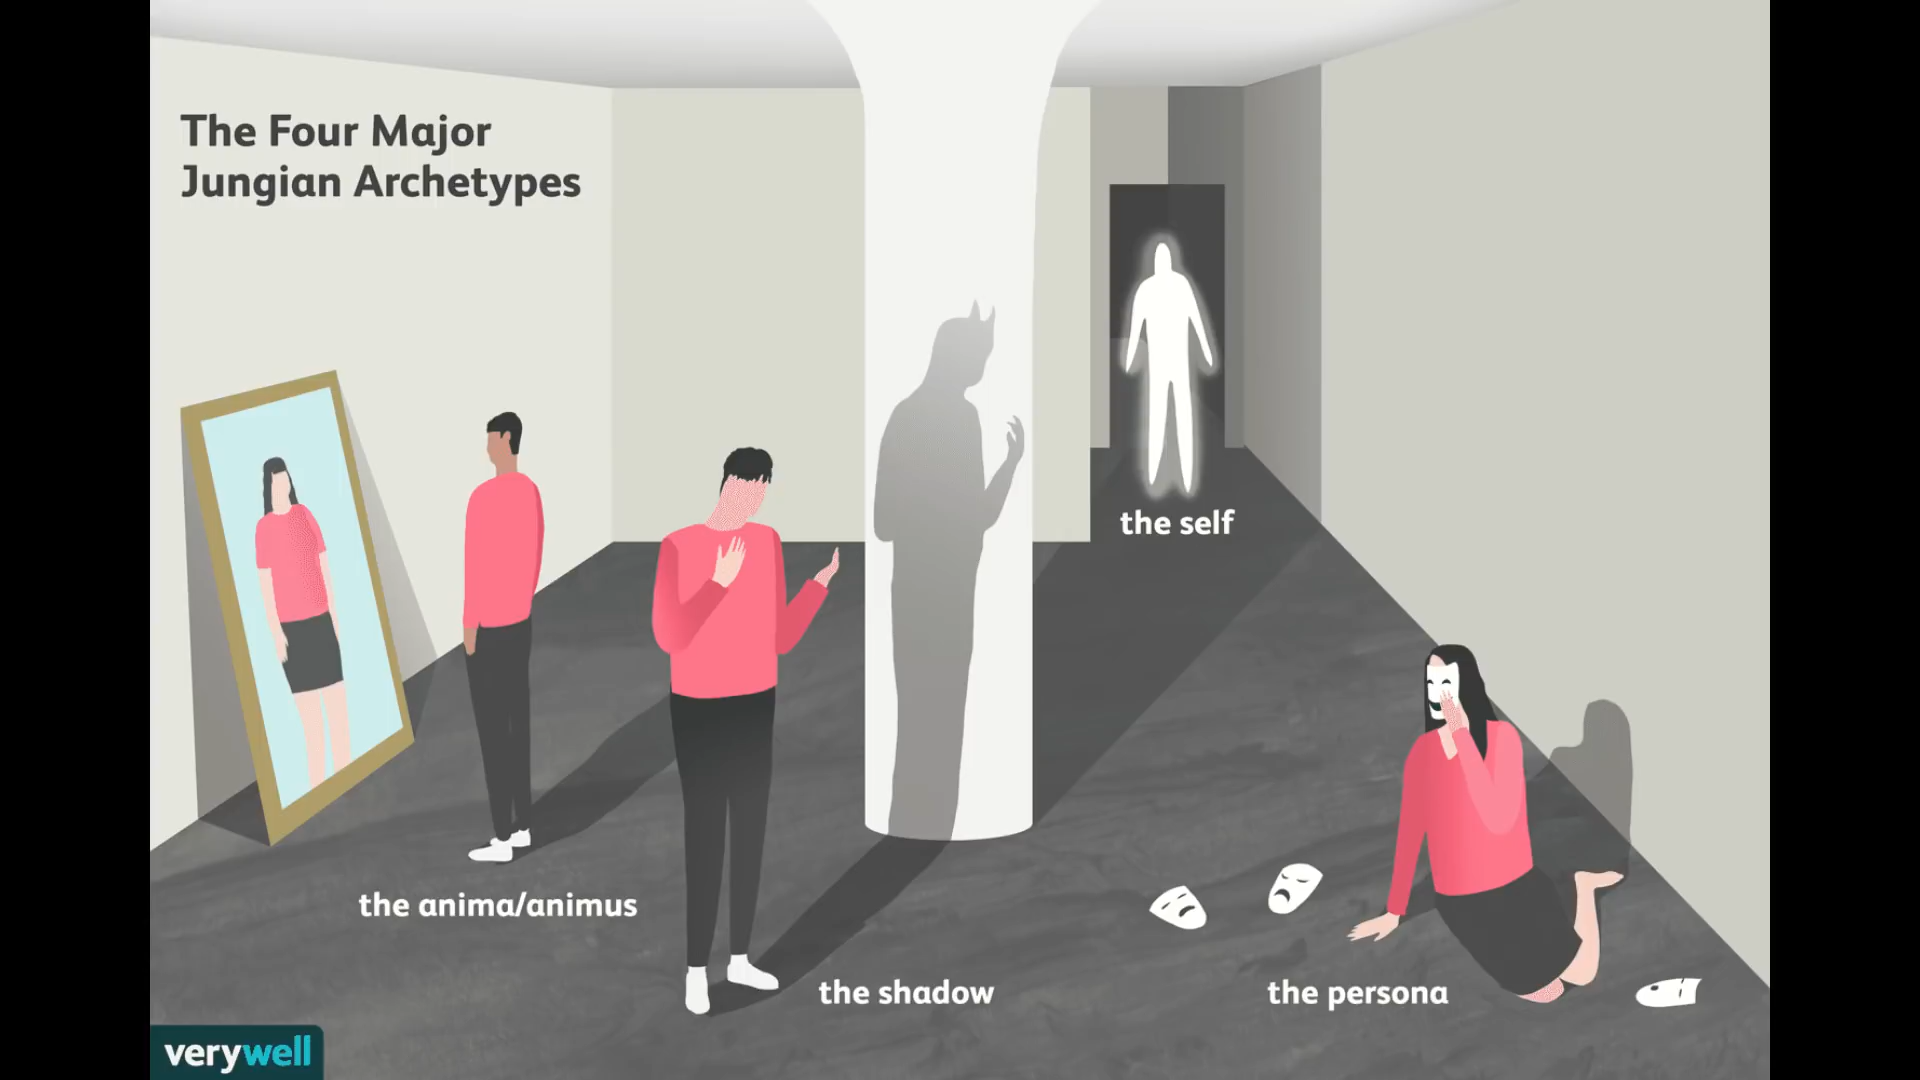 The Four Major
Jungian Archetypes
the self
the anima/animus
the shadow
the persona
verywell